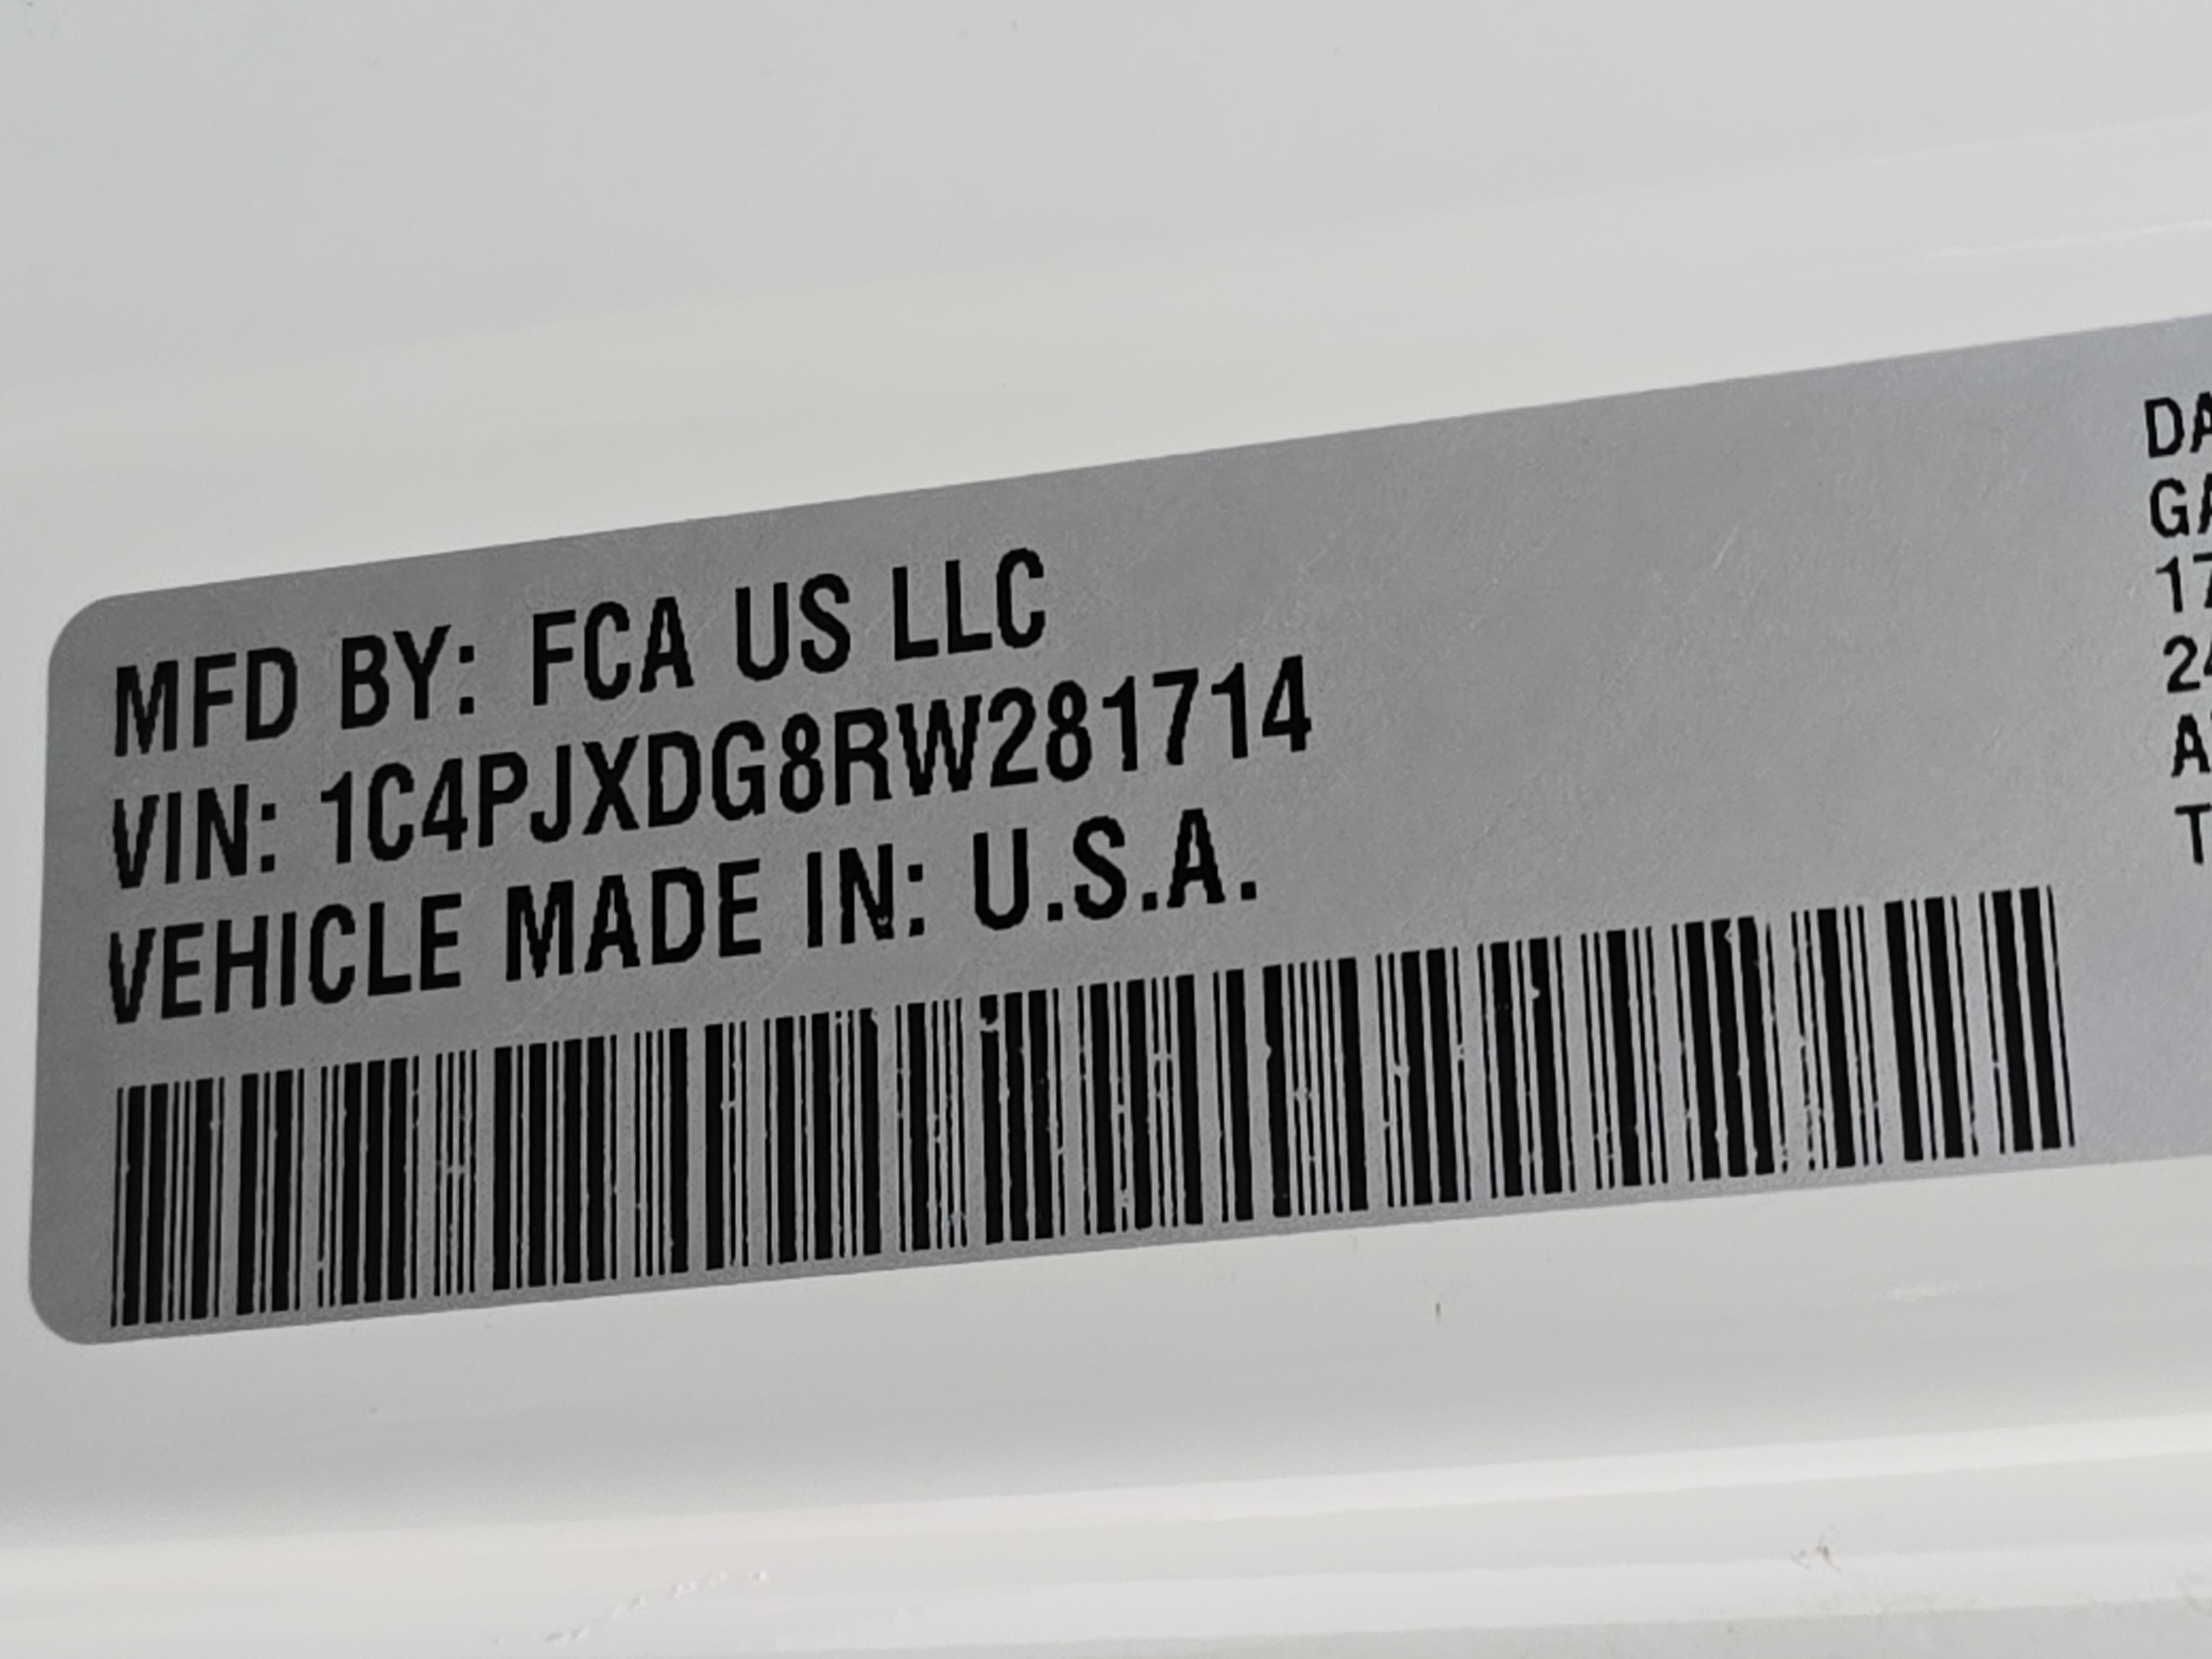 MFD BY: FCA US LLC
VIN: 1C4PJXDG8RW281714
VEHICLE MADE IN: U.S.A.